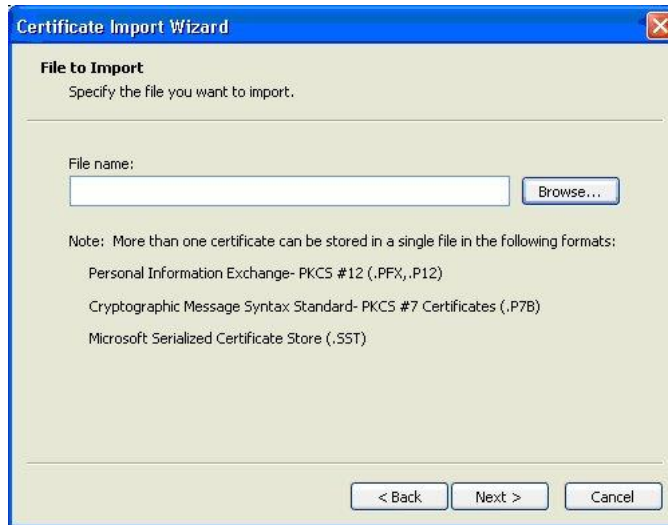 Certificate Import Wizard
File to Import
Specify the file you want to import.
File name:
Browse...
Note: More than one certificate can be stored in a single file in the following formats:
Personal Information Exchange- PKCS #12 (.PFX,.P12)
Cryptographic Message Syntax Standard- PKCS #7 Certificates (.P7B)
Microsoft Serialized Certificate Store (.SST)
< Back Next > Cancel